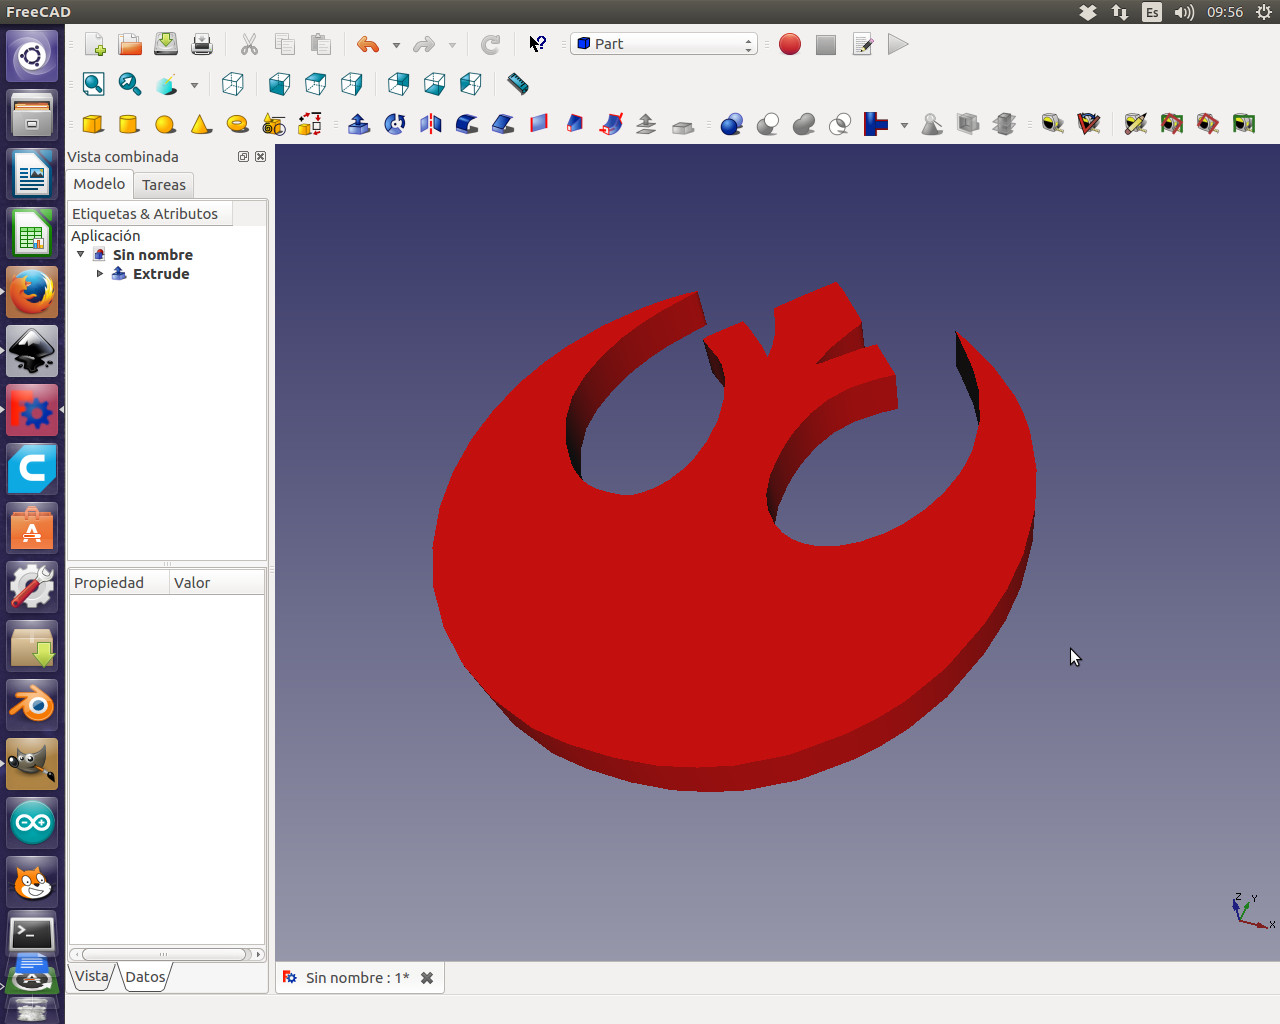 FreeCAD
Es
09:56
Part
Vista combinada
Modelo
Tareas
Etiquetas & Atributos
Aplicación
Sin nombre
Extrude
Propiedad
Valor
Z
Y
X
Vista
Datos
Sin nombre : 1*